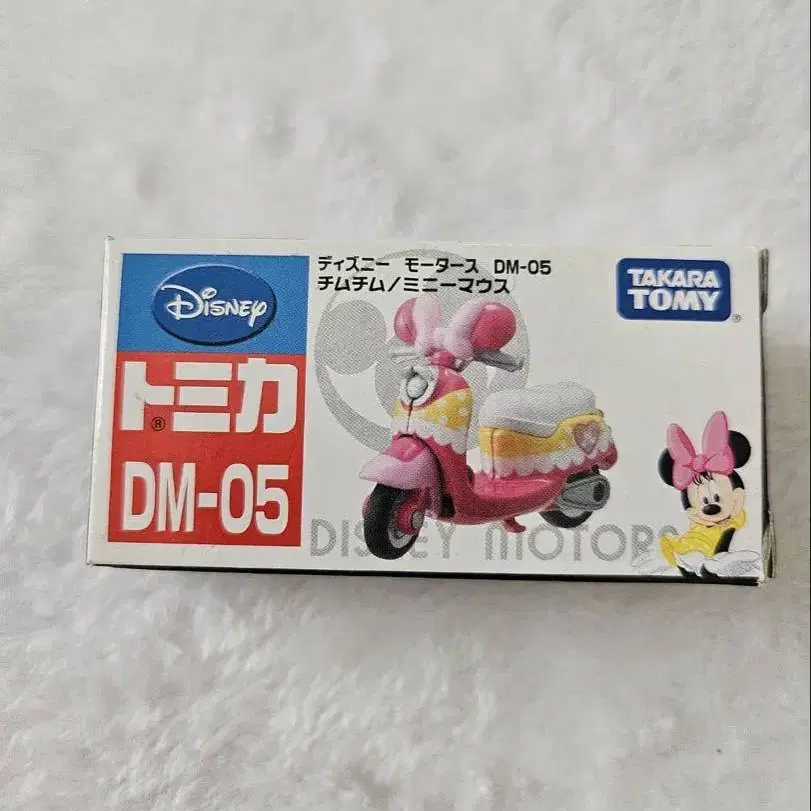 Disney
トミカ
®
DM-05
ディズニー モータース DM-05
チムチム/ミニーマウス
TAKARA
TOMY
®
DISNEY MOTORS